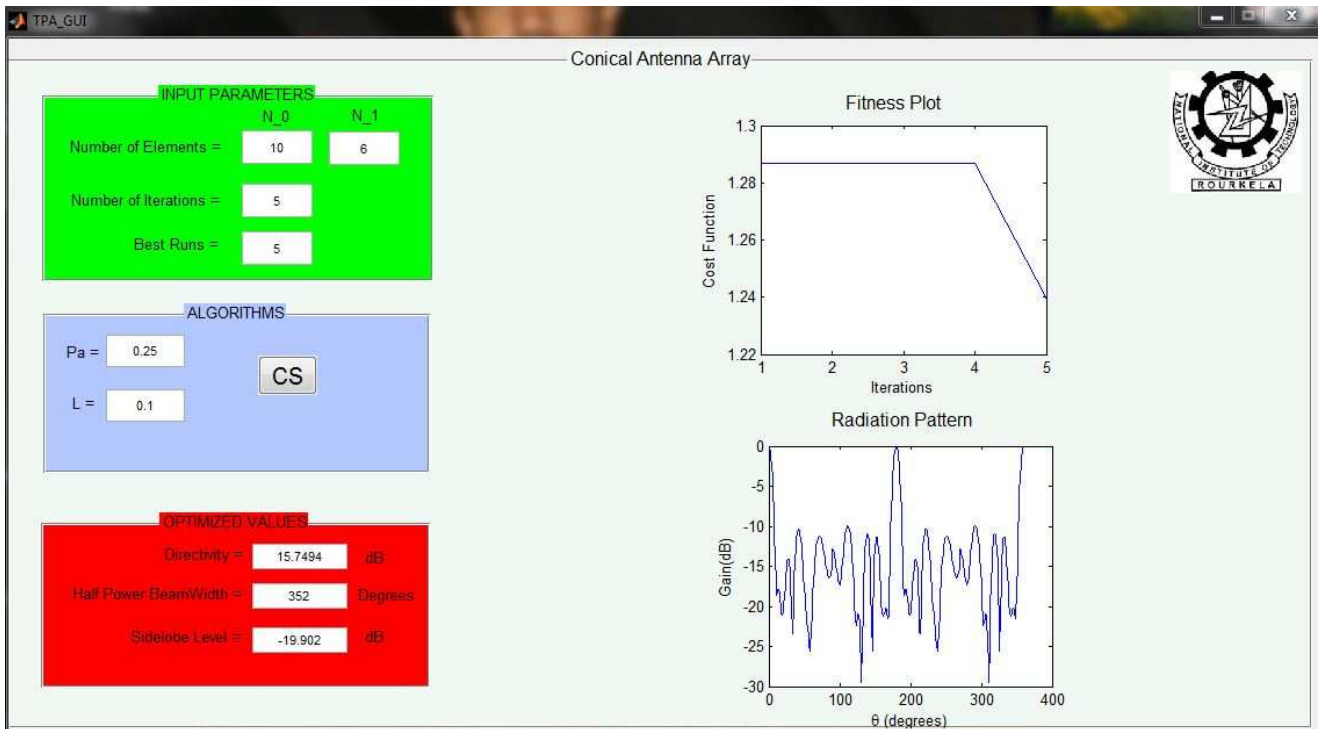 TPA_GUI
Conical Antenna Array
INPUT PARAMETERS
N_0 N_1
Number of Elements = 10 6
Number of Iterations = 5
Best Runs = 5
ALGORITHMS
Pa = 0.25
CS
L = 0.1
OPTIMIZED VALUES
Directivity = 15.7494 dB
Half Power BeamWidth = 352 Degrees
Sidelobe Level = -19.902 dB
Fitness Plot
1.3
1.28
1.26
1.24
1.22
Cost Function
1 2 3 4 5
Iterations
Radiation Pattern
0
-5
-10
-15
-20
-25
-30
Gain(dB)
0 100 200 300 400
θ (degrees)
NATIONAL INSTITUTE OF TECHNOLOGY
ROURKELA